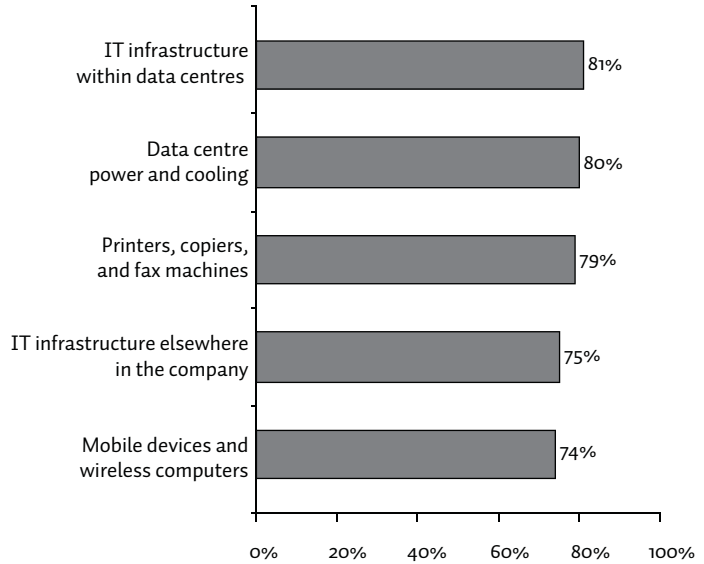 IT infrastructure
within data centres
81%
Data centre
power and cooling
80%
Printers, copiers,
and fax machines
79%
IT infrastructure elsewhere
in the company
75%
Mobile devices and
wireless computers
74%
0% 20% 40% 60% 80% 100%